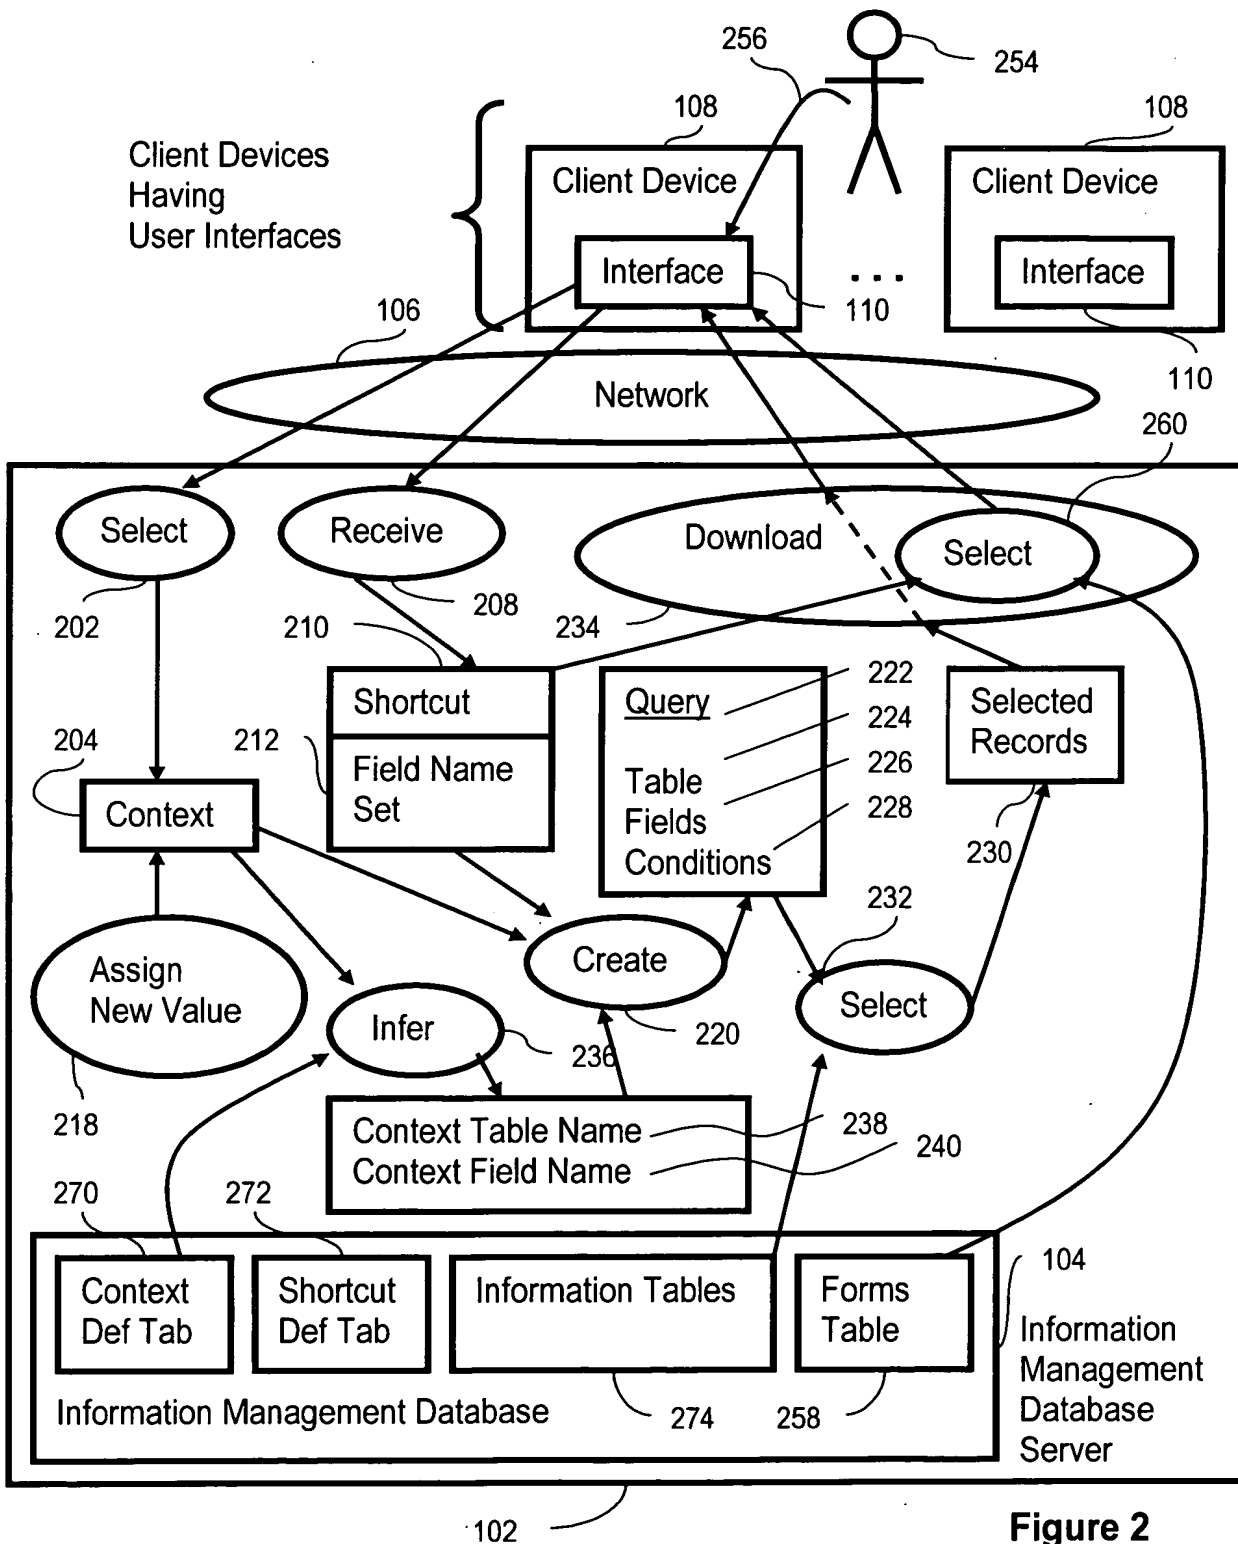 256
254
108
108
Client Devices
Having
User Interfaces
Client Device
Client Device
Interface
. . .
Interface
110
106
110
Network
260
Select
Receive
Download
Select
202
208
210
234
Shortcut
Query
222
Selected
Records
204
212
224
Field Name
Set
Table
226
Context
Fields
228
Conditions
230
232
Assign
New Value
Create
Select
Infer
220
236
218
Context Table Name
238
Context Field Name
240
270
272
Context
Def Tab
Shortcut
Def Tab
Information Tables
Forms
Table
104
Information
Management
Database
Server
Information Management Database
274
258
102
Figure 2